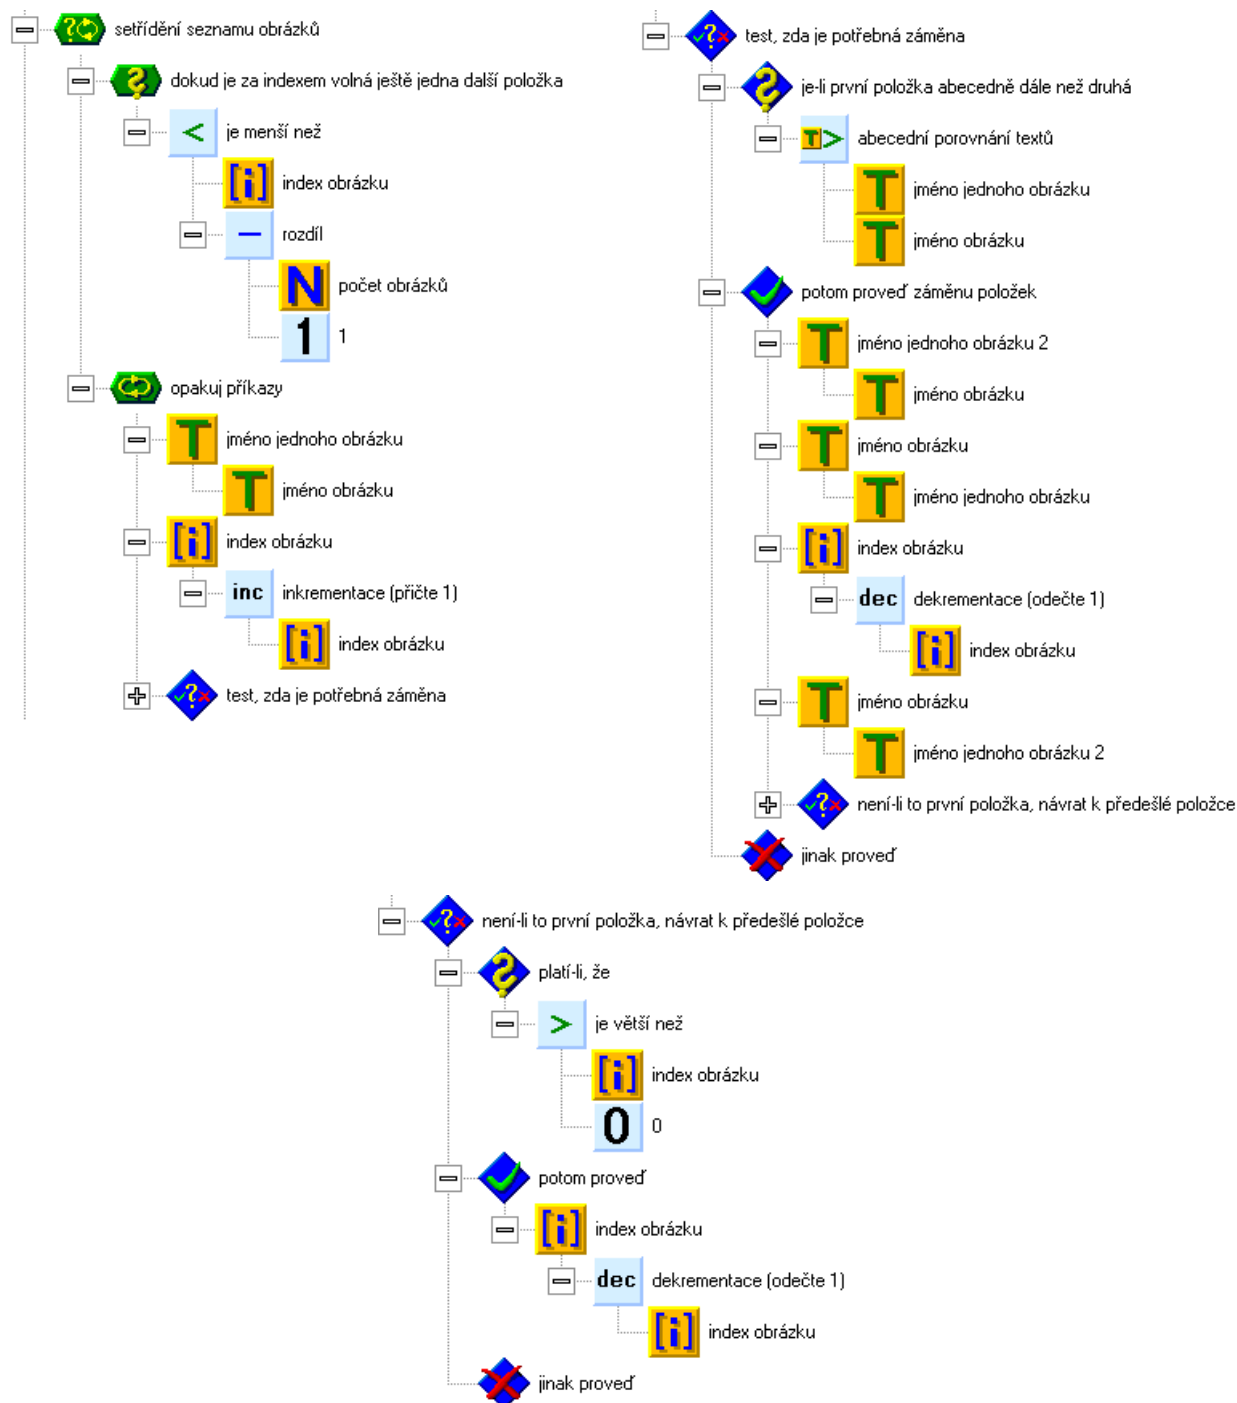 setřídění seznamu obrázků
dokud je za indexem volná ještě jedna další položka
< je menší než
[i] index obrázku
− rozdíl
N počet obrázků
1 1
opakuj příkazy
T jméno jednoho obrázku
T jméno obrázku
[i] index obrázku
inc inkrementace (přičte 1)
[i] index obrázku
test, zda je potřebná záměna
test, zda je potřebná záměna
je-li první položka abecedně dále než druhá
T> abecední porovnání textů
T jméno jednoho obrázku
T jméno obrázku
potom proveď záměnu položek
T jméno jednoho obrázku 2
T jméno obrázku
T jméno obrázku
T jméno jednoho obrázku
[i] index obrázku
dec dekrementace (odečte 1)
[i] index obrázku
T jméno obrázku
T jméno jednoho obrázku 2
není-li to první položka, návrat k předešlé položce
jinak proveď
není-li to první položka, návrat k předešlé položce
platí-li, že
> je větší než
[i] index obrázku
0 0
potom proveď
[i] index obrázku
dec dekrementace (odečte 1)
[i] index obrázku
jinak proveď